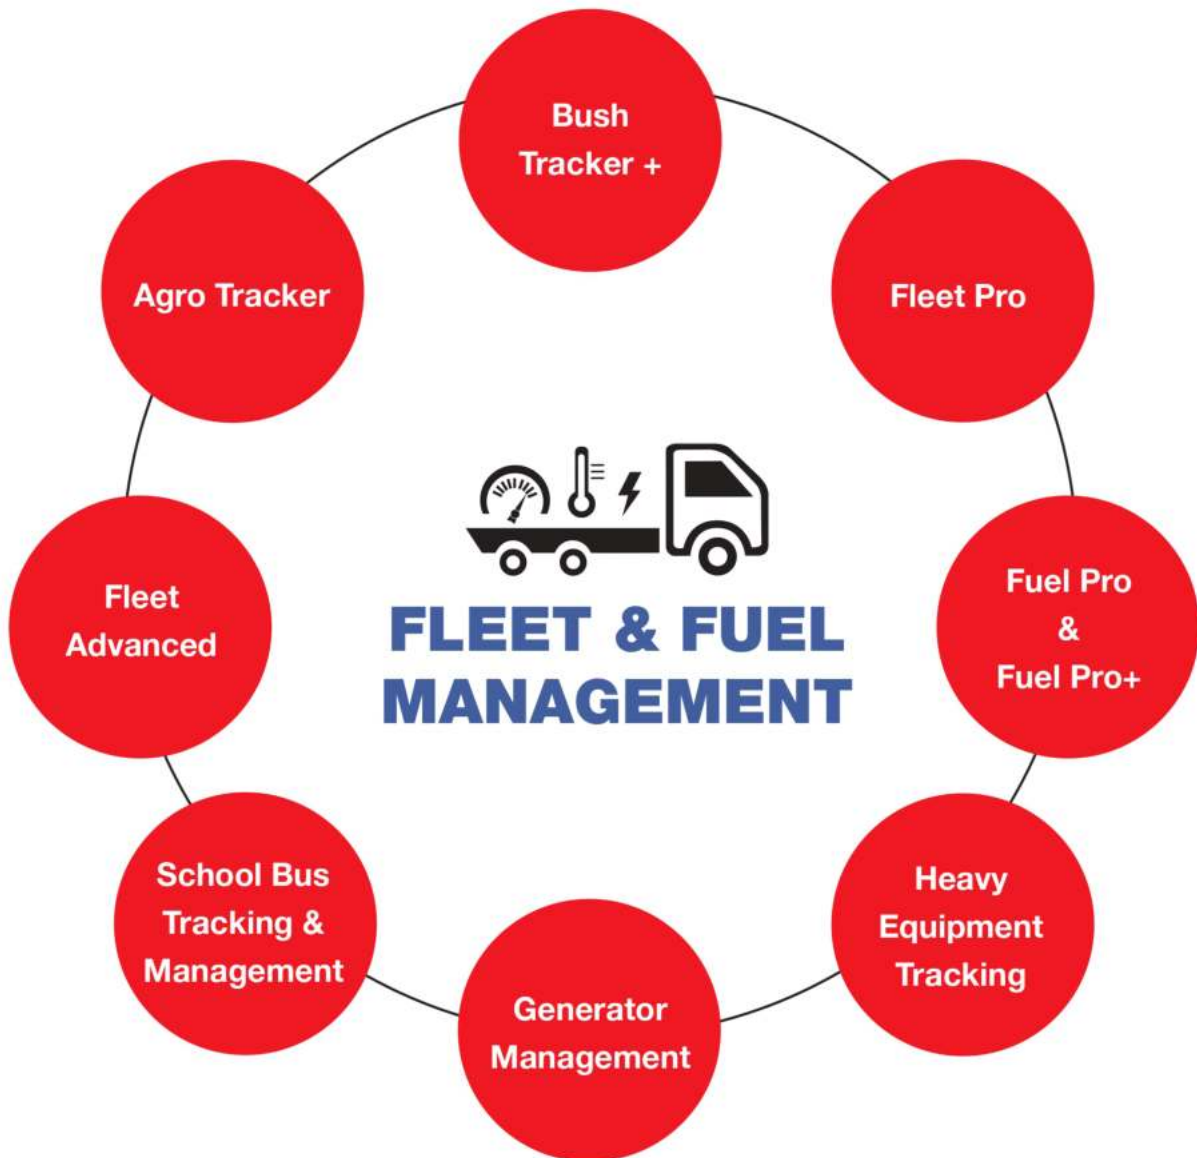 Bush
Tracker +
Fleet Pro
Fuel Pro
&
Fuel Pro+
Heavy
Equipment
Tracking
Generator
Management
School Bus
Tracking &
Management
Fleet
Advanced
Agro Tracker
FLEET & FUEL
MANAGEMENT